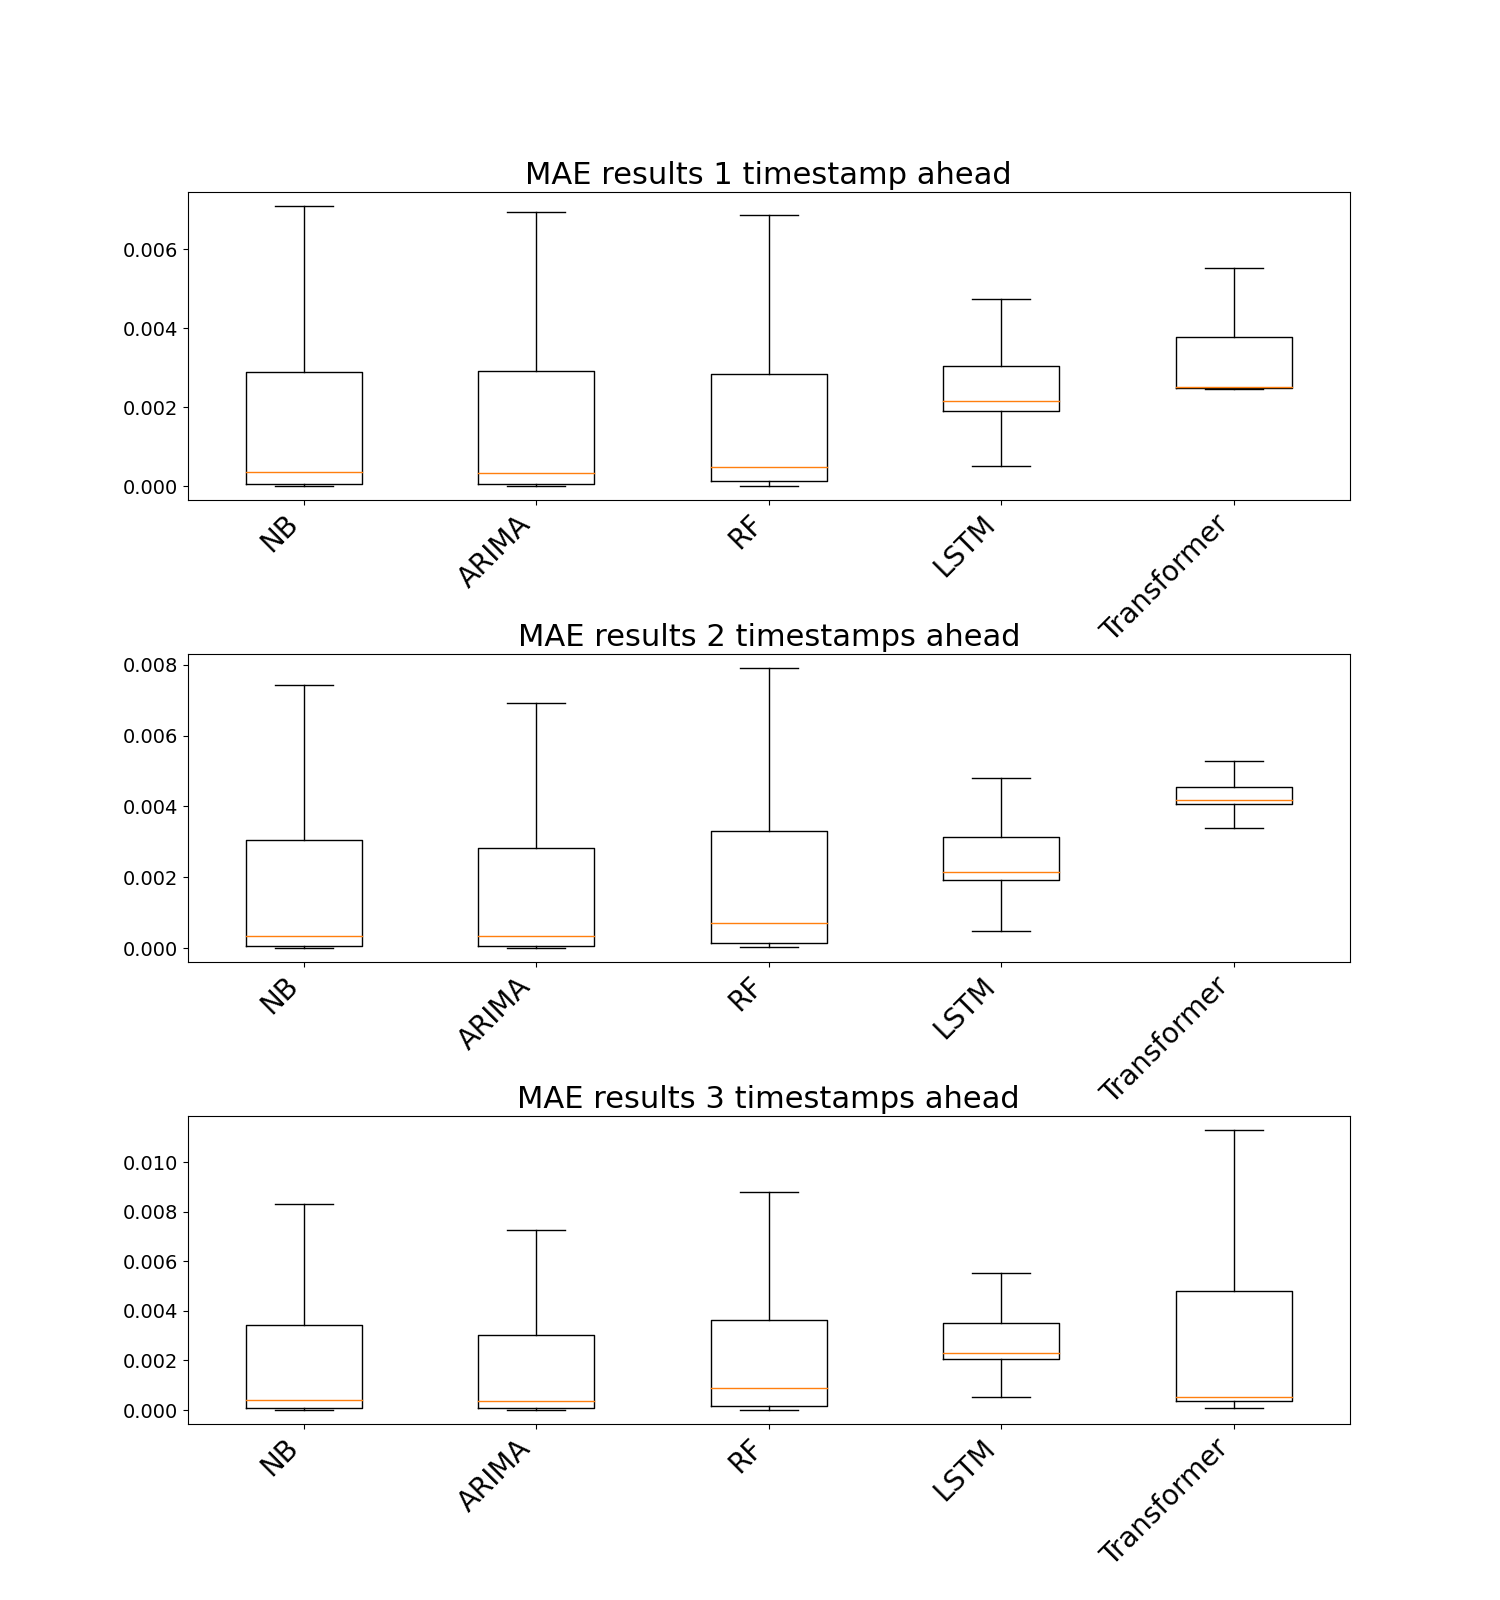 MAE results 1 timestamp ahead
0.006
0.004
0.002
0.000
NB ARIMA RF LSTM Transformer
MAE results 2 timestamps ahead
0.008
0.006
0.004
0.002
0.000
NB ARIMA RF LSTM Transformer
MAE results 3 timestamps ahead
0.010
0.008
0.006
0.004
0.002
0.000
NB ARIMA RF LSTM Transformer